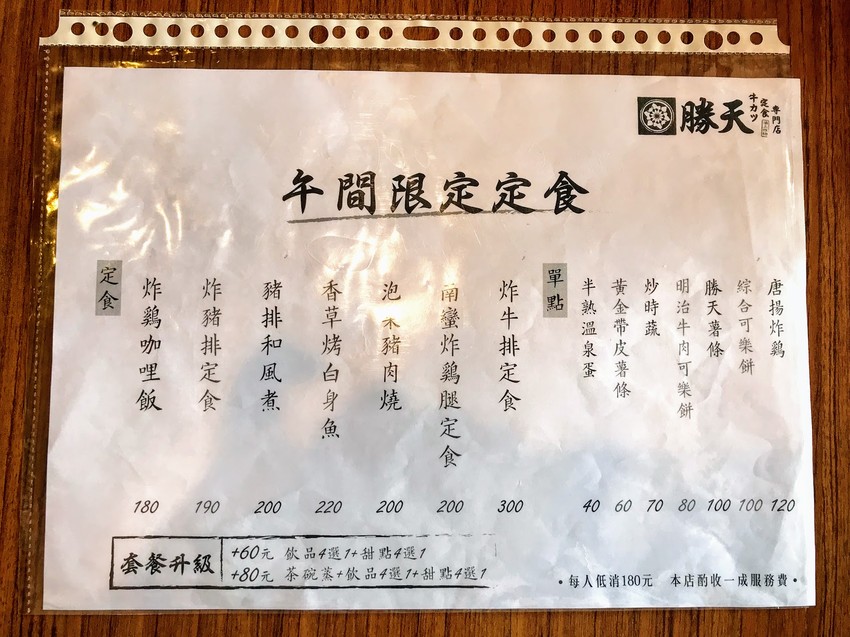 勝天
牛カツ
定食
専門店
午間限定定食
定食
炸鷄咖哩飯 180
炸豬排定食 190
豬排和風煮 200
香草烤白身魚 220
泡菜豬肉燒 200
南蠻炸鷄腿定食 200
炸牛排定食 300
單點
半熟溫泉蛋 40
黃金帶皮薯條 60
炒時蔬 70
明治牛肉可樂餅 80
勝天薯條 100
綜合可樂餅 100
唐揚炸鷄 120
套餐升級
+60元 飲品4選1+甜點4選1
+80元 茶碗蒸+飲品4選1+甜點4選1
•每人低消180元 本店酌收一成服務費•